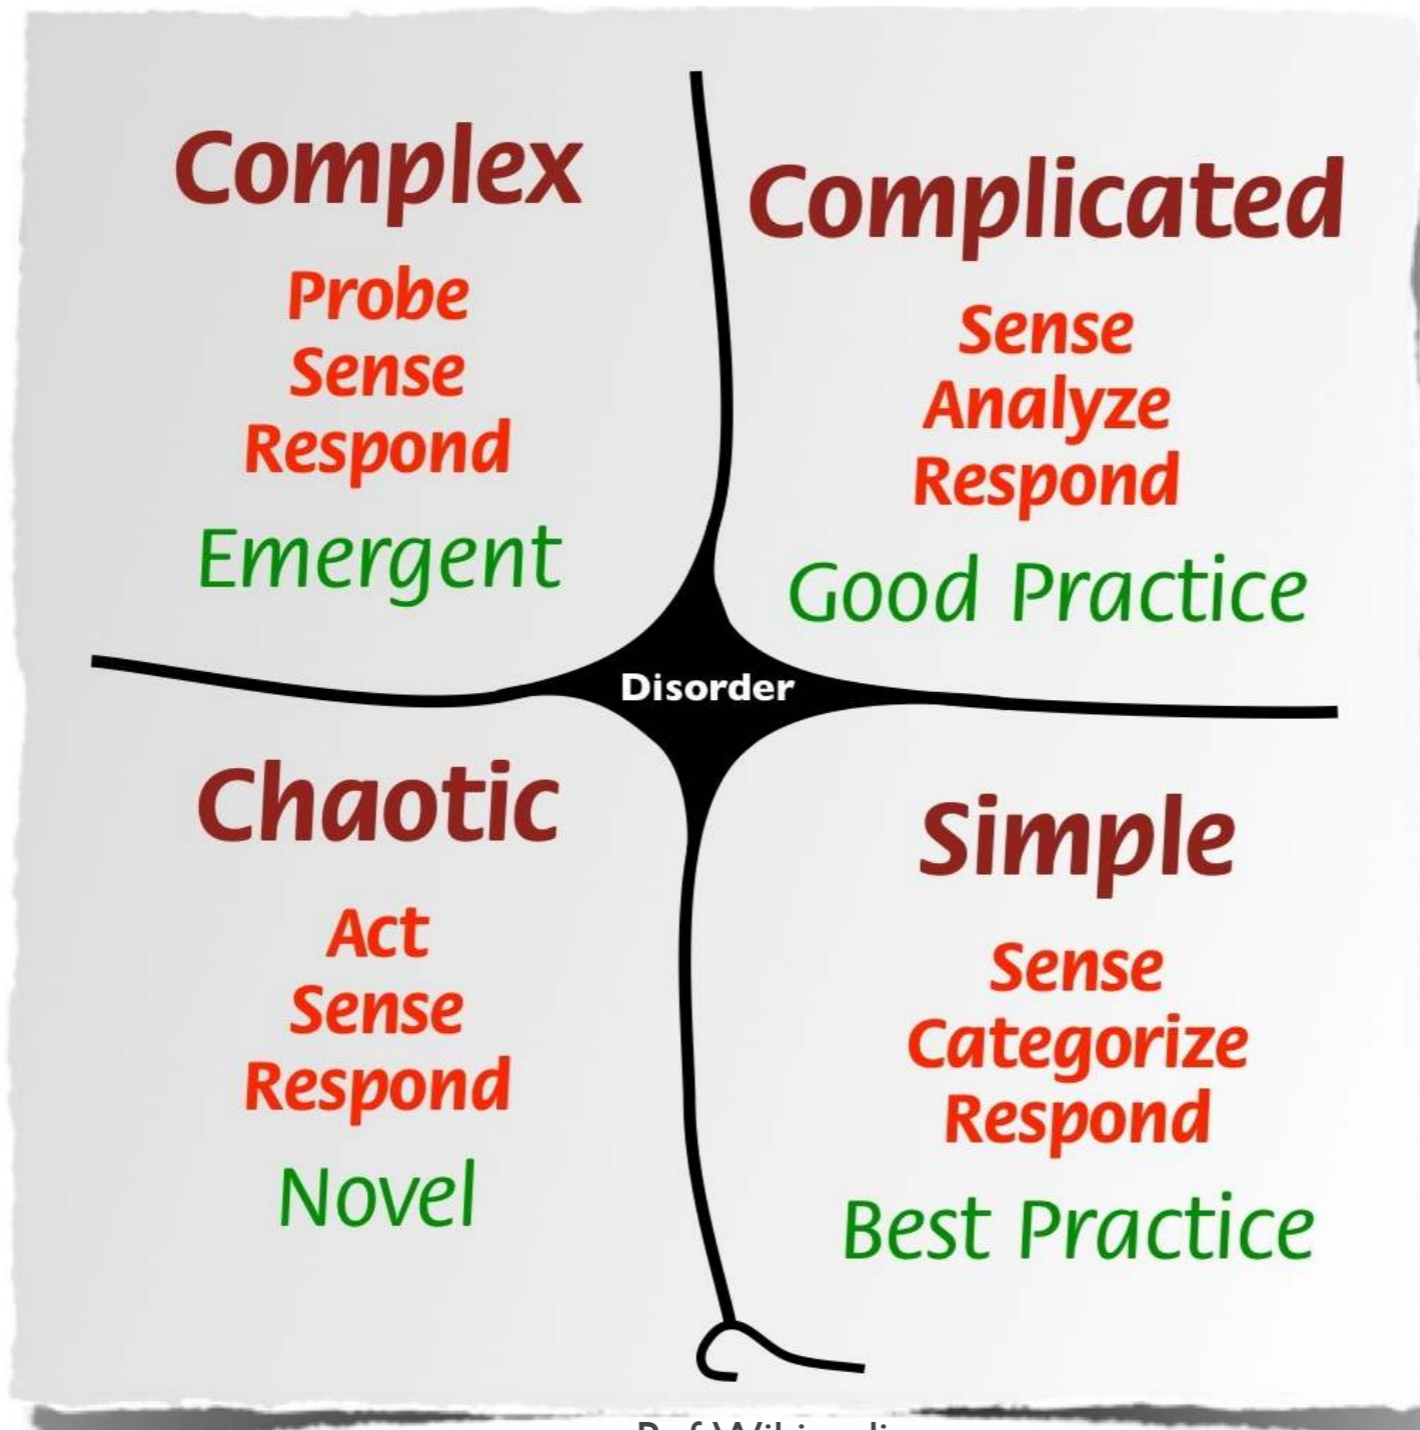 Complex
Probe
Sense
Respond
Emergent
Complicated
Sense
Analyze
Respond
Good Practice
Disorder
Chaotic
Act
Sense
Respond
Novel
Simple
Sense
Categorize
Respond
Best Practice